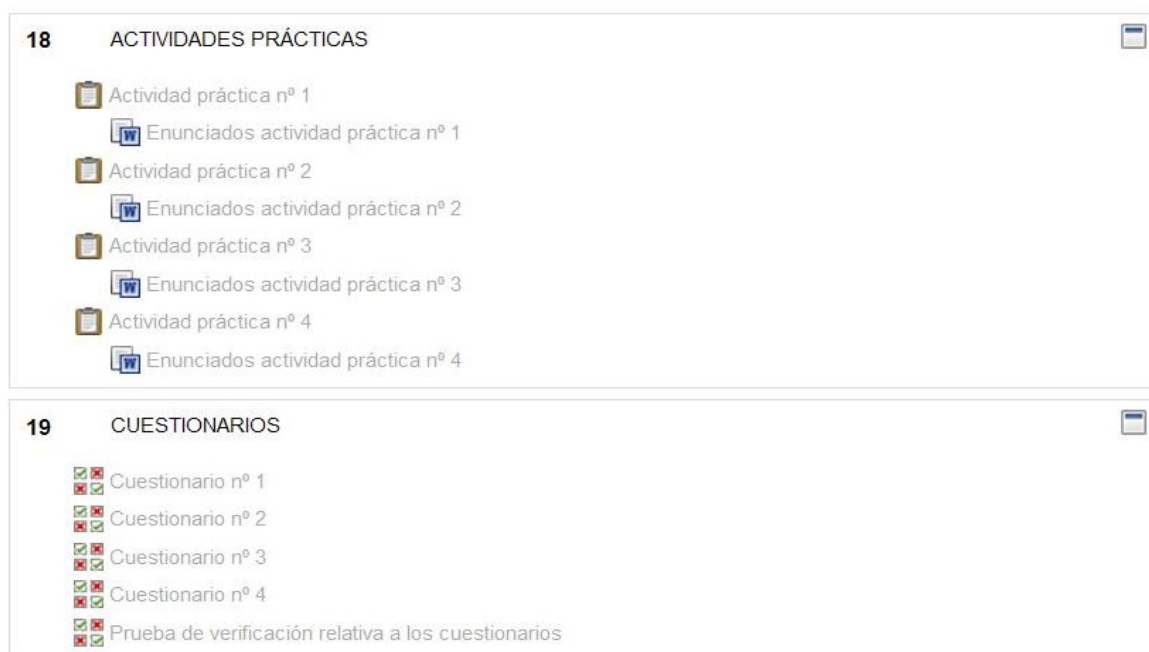 18 ACTIVIDADES PRÁCTICAS
Actividad práctica nº 1
Enunciados actividad práctica nº 1
Actividad práctica nº 2
Enunciados actividad práctica nº 2
Actividad práctica nº 3
Enunciados actividad práctica nº 3
Actividad práctica nº 4
Enunciados actividad práctica nº 4
19 CUESTIONARIOS
Cuestionario nº 1
Cuestionario nº 2
Cuestionario nº 3
Cuestionario nº 4
Prueba de verificación relativa a los cuestionarios